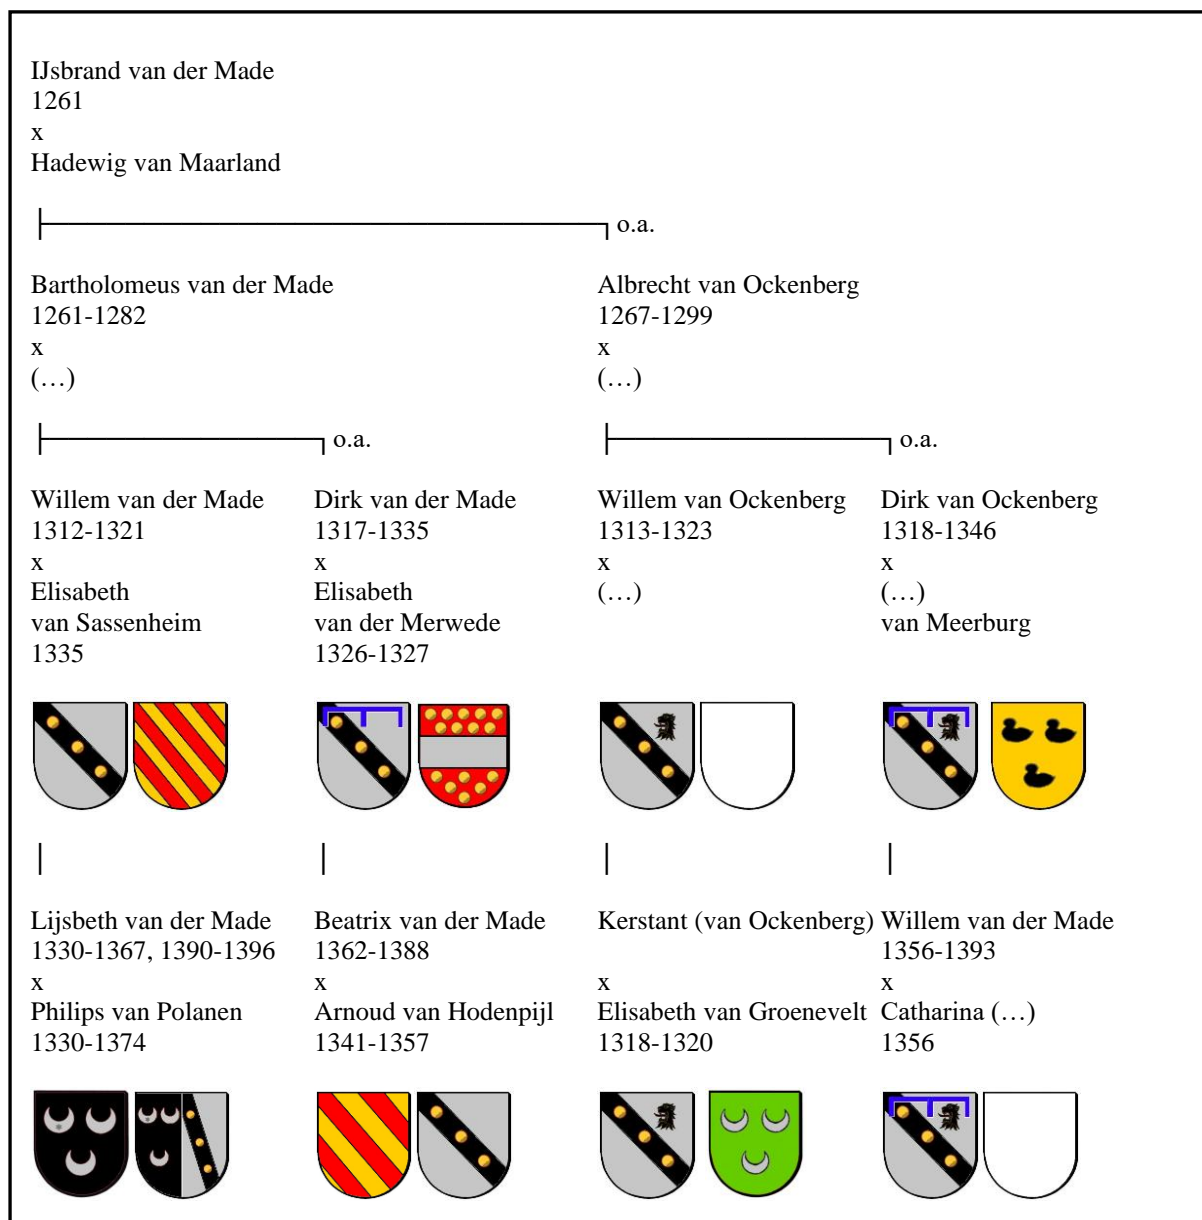 IJsbrand van der Made
1261
x
Hadewig van Maarland
o.a.
Bartholomeus van der Made Albrecht van Ockenberg
1261-1282 1267-1299
x x
(…) (…)
o.a. o.a.
Willem van der Made Dirk van der Made Willem van Ockenberg Dirk van Ockenberg
1312-1321 1317-1335 1313-1323 1318-1346
x x x x
Elisabeth Elisabeth (…) (…)
van Sassenheim van der Merwede van Meerburg
1335 1326-1327
Lijsbeth van der Made Beatrix van der Made Kerstant (van Ockenberg) Willem van der Made
1330-1367, 1390-1396 1362-1388 1356-1393
x x x x
Philips van Polanen Arnoud van Hodenpijl Elisabeth van Groenevelt Catharina (…)
1330-1374 1341-1357 1318-1320 1356